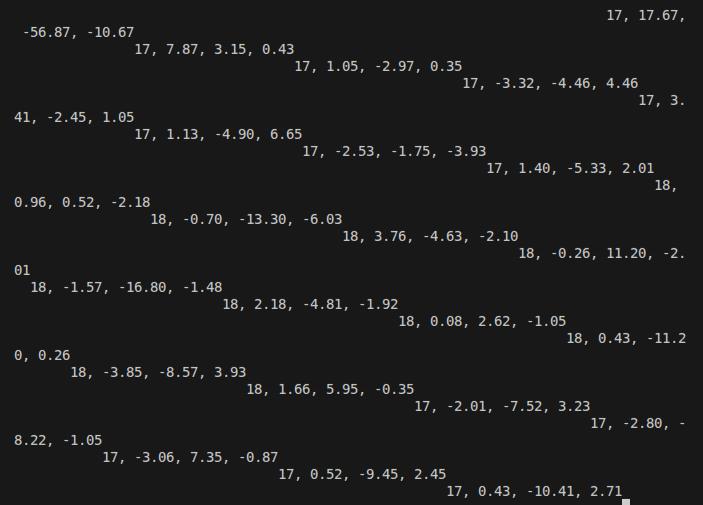 17, 17.67,
-56.87, -10.67
17, 7.87, 3.15, 0.43
17, 1.05, -2.97, 0.35
17, -3.32, -4.46, 4.46
17, 3.
41, -2.45, 1.05
17, 1.13, -4.90, 6.65
17, -2.53, -1.75, -3.93
17, 1.40, -5.33, 2.01
18,
0.96, 0.52, -2.18
18, -0.70, -13.30, -6.03
18, 3.76, -4.63, -2.10
18, -0.26, 11.20, -2.
01
18, -1.57, -16.80, -1.48
18, 2.18, -4.81, -1.92
18, 0.08, 2.62, -1.05
18, 0.43, -11.2
0, 0.26
18, -3.85, -8.57, 3.93
18, 1.66, 5.95, -0.35
17, -2.01, -7.52, 3.23
17, -2.80, -
8.22, -1.05
17, -3.06, 7.35, -0.87
17, 0.52, -9.45, 2.45
17, 0.43, -10.41, 2.71